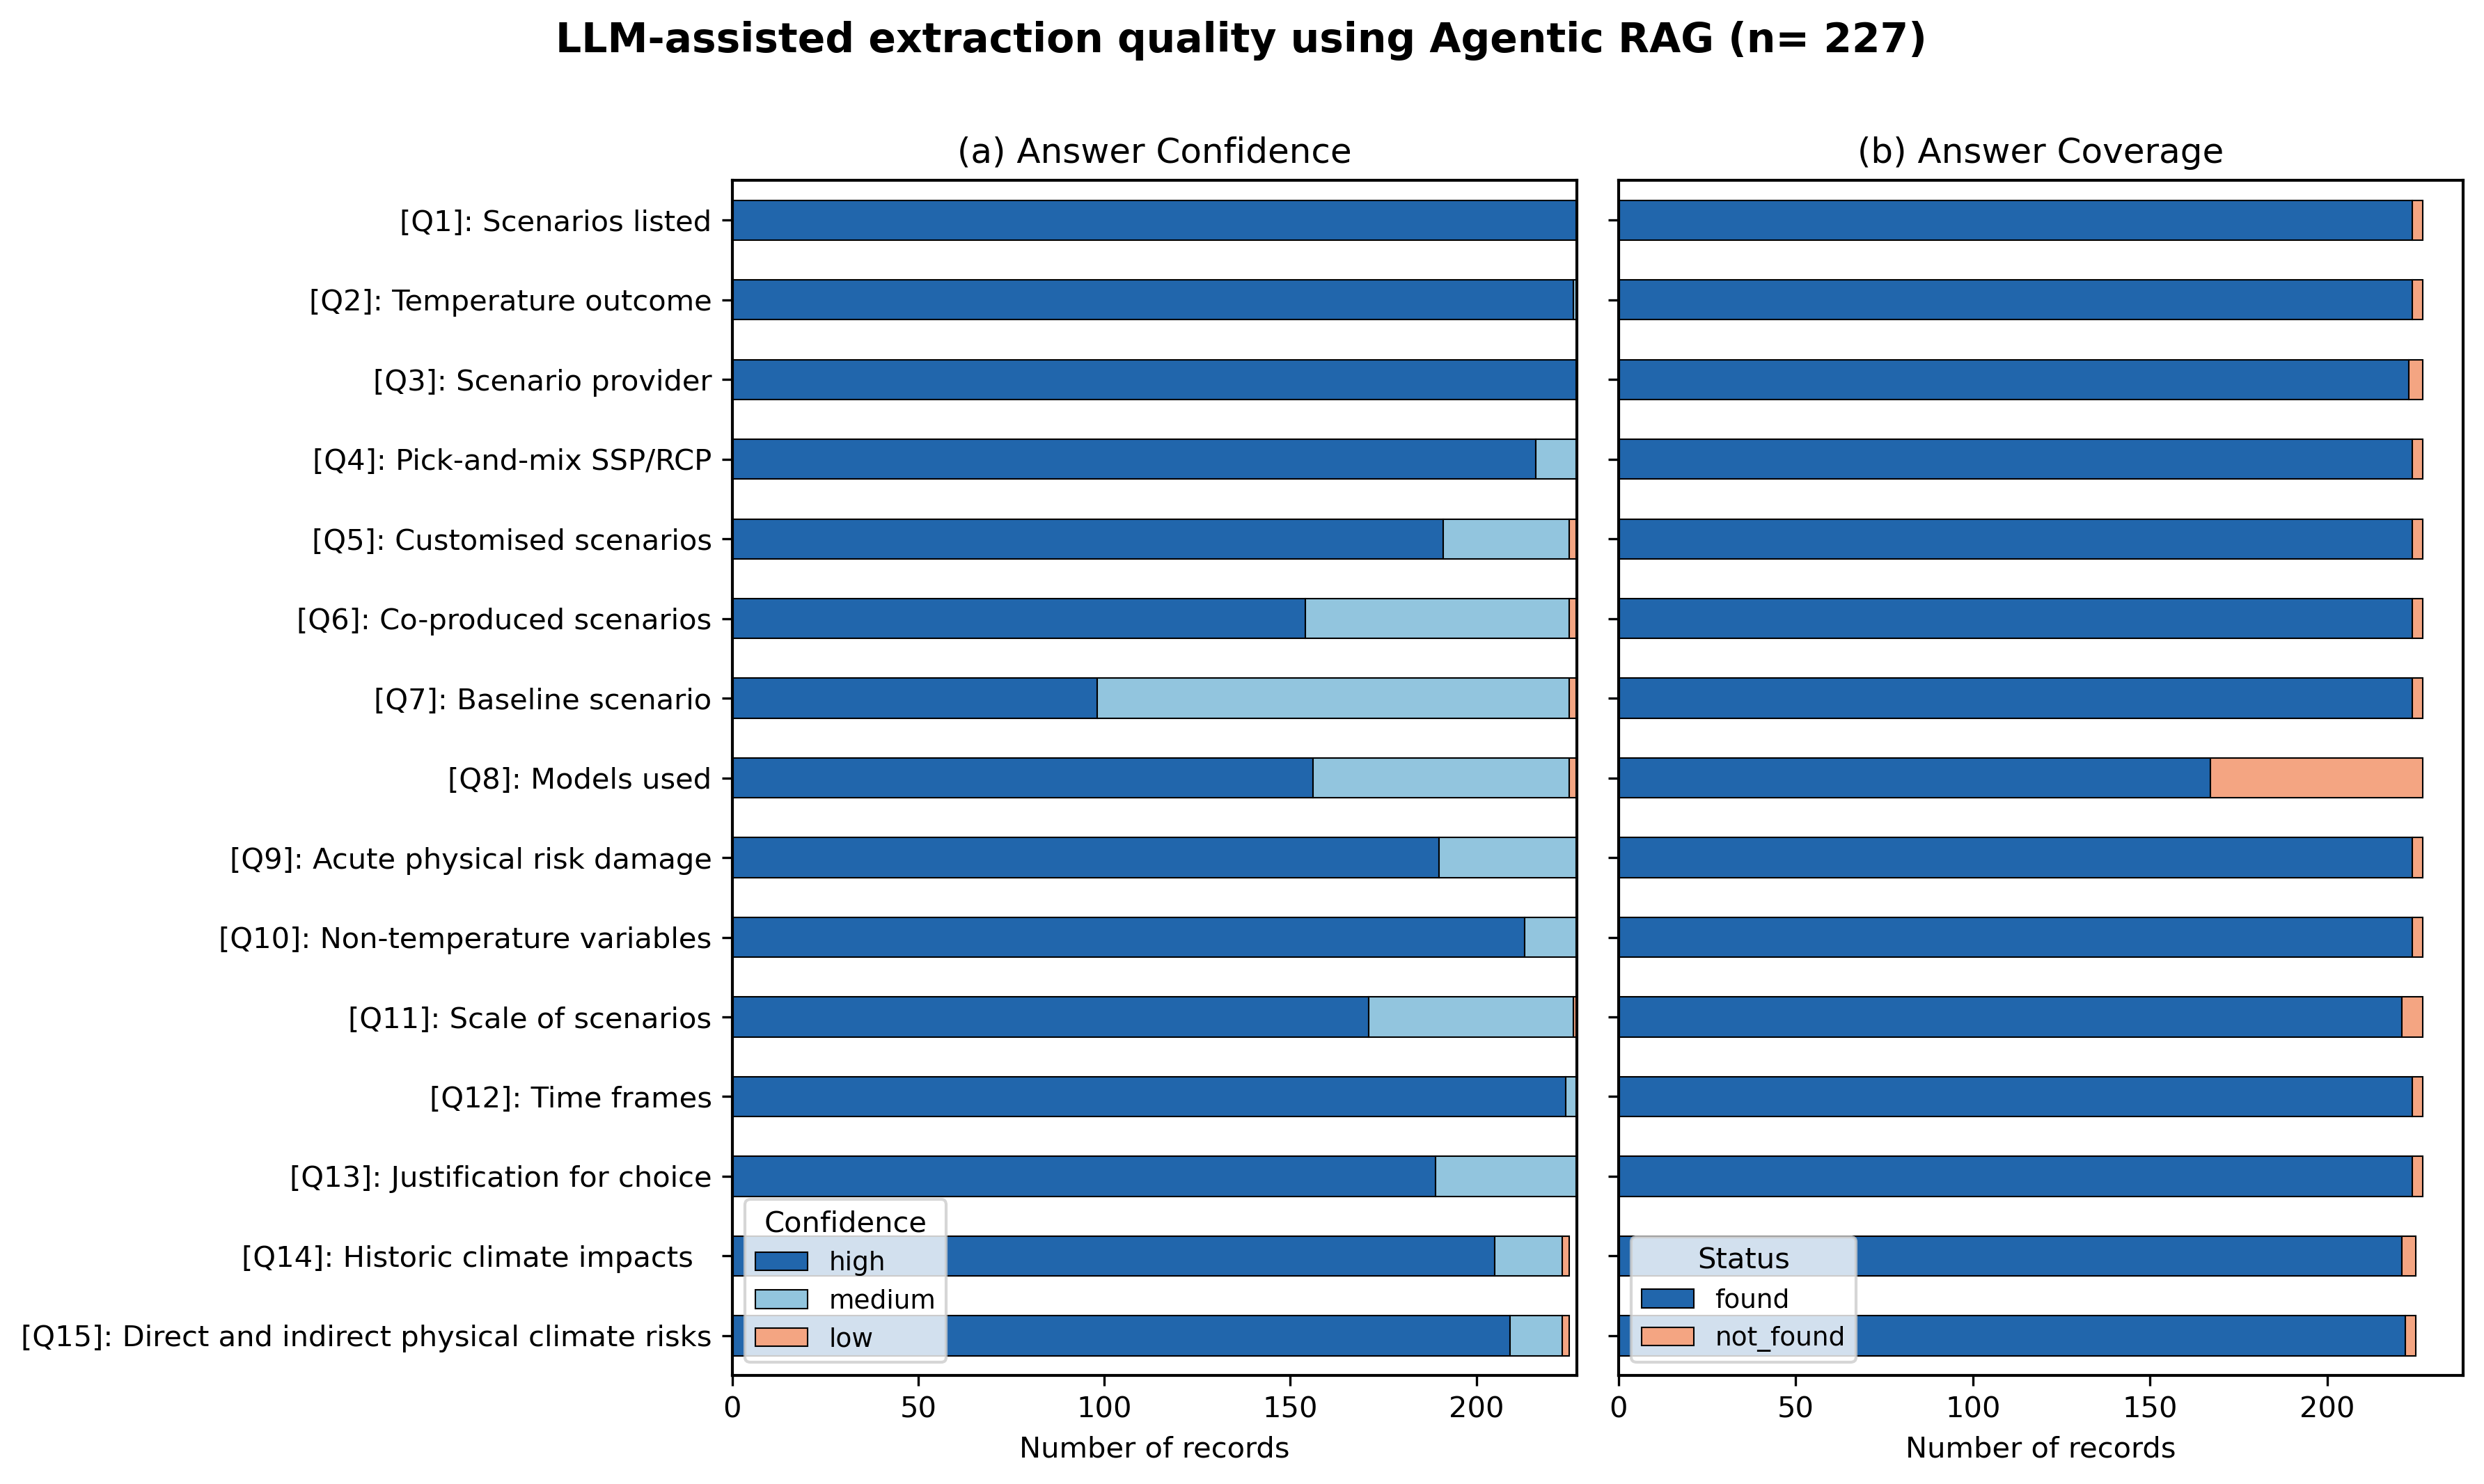 LLM-assisted extraction quality using Agentic RAG (n= 227)
(a) Answer Confidence
(b) Answer Coverage
[Q1]: Scenarios listed
[Q2]: Temperature outcome
[Q3]: Scenario provider
[Q4]: Pick-and-mix SSP/RCP
[Q5]: Customised scenarios
[Q6]: Co-produced scenarios
[Q7]: Baseline scenario
[Q8]: Models used
[Q9]: Acute physical risk damage
[Q10]: Non-temperature variables
[Q11]: Scale of scenarios
[Q12]: Time frames
[Q13]: Justification for choice
[Q14]: Historic climate impacts
[Q15]: Direct and indirect physical climate risks
Confidence
high
medium
low
Status
found
not_found
0 50 100 150 200
0 50 100 150 200
Number of records
Number of records